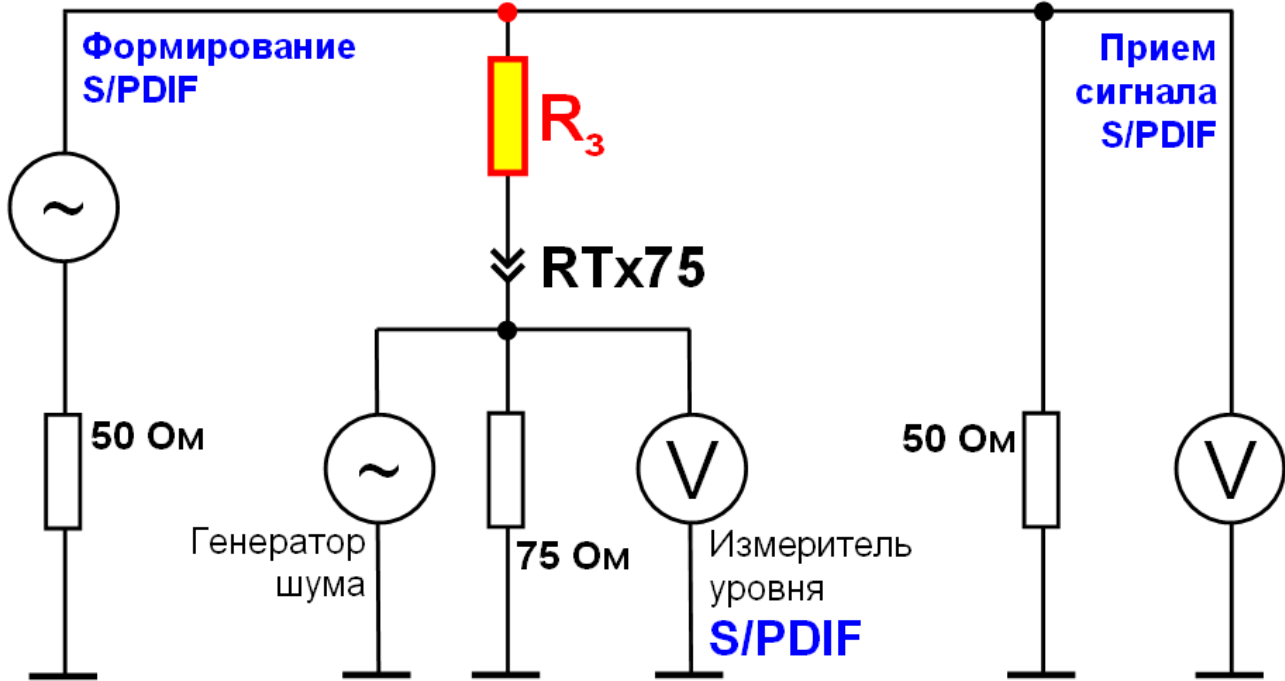 Формирование
S/PDIF
Прием
сигнала
S/PDIF
R₃
~
RTx75
50 Ом
~
V
50 Ом
V
Генератор
шума
75 Ом
Измеритель
уровня
S/PDIF